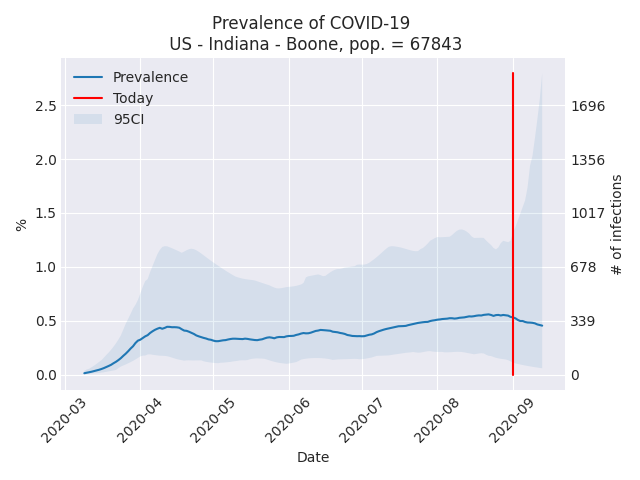 Prevalence of COVID-19
US - Indiana - Boone, pop. = 67843
Prevalence
Today
95CI
%
2.5
2.0
1.5
1.0
0.5
0.0
1696
1356
1017
678
339
0
# of infections
2020-03
2020-04
2020-05
2020-06
2020-07
2020-08
2020-09
Date